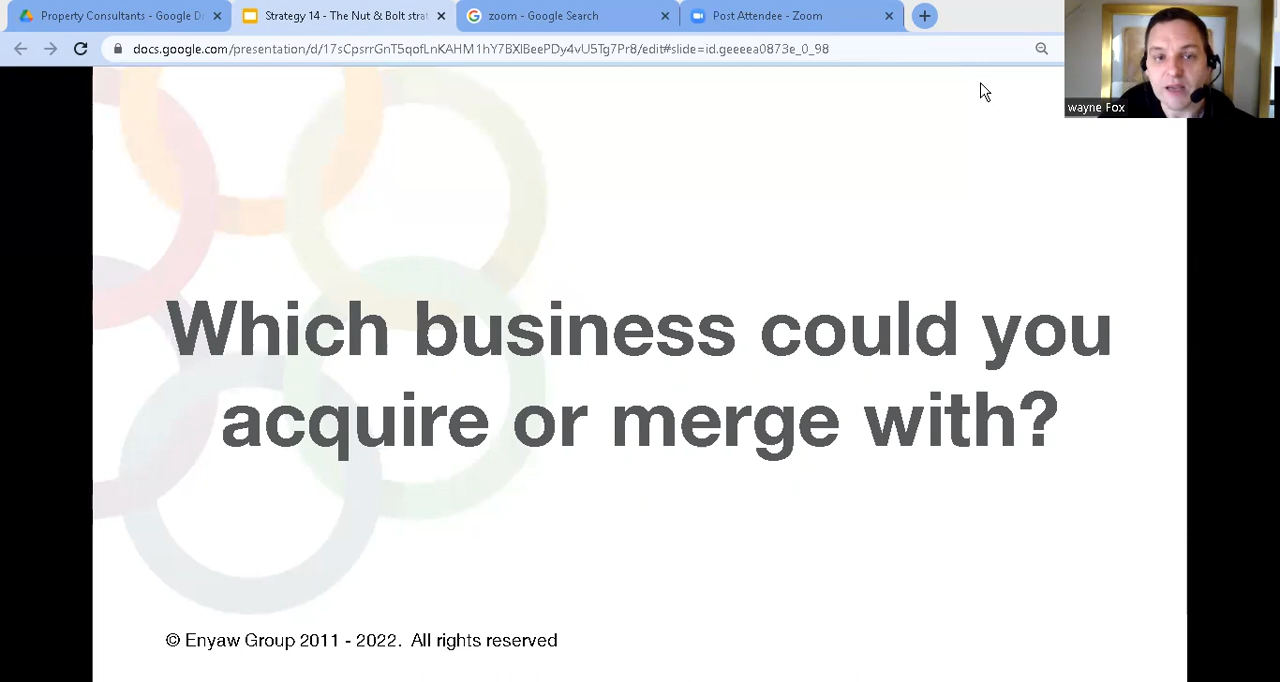 Property Consultants - Google Dr
Strategy 14 - The Nut & Bolt strat
zoom - Google Search
Post Attendee - Zoom
docs.google.com/presentation/d/17sCpsrrGnT5qofLnKAHM1hY7BXlBeePDy4vU5Tg7Pr8/edit#slide=id.geeeea0873e_0_98
wayne Fox
Which business could you
acquire or merge with?
© Enyaw Group 2011 - 2022. All rights reserved